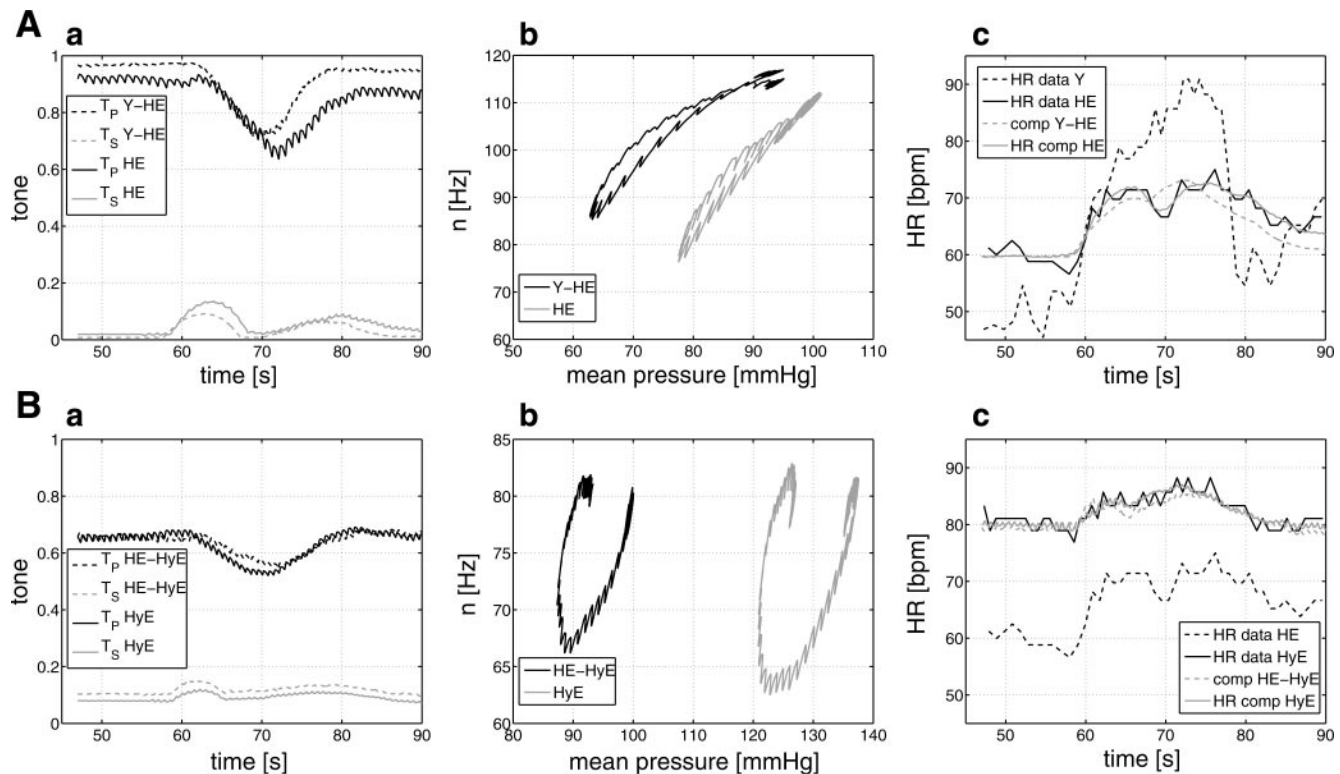 A
a
b
c
1
0.8
0.6
0.4
0.2
0
tone
T_P Y−HE
T_S Y−HE
T_P HE
T_S HE
50 60 70 80 90
time [s]
120
110
100
90
80
70
60
n [Hz]
Y−HE
HE
50 60 70 80 90 100 110
mean pressure [mmHg]
90
80
70
60
50
HR [bpm]
HR data Y
HR data HE
comp Y−HE
HR comp HE
50 60 70 80 90
time [s]
B
a
b
c
1
0.8
0.6
0.4
0.2
0
tone
T_P HE−HyE
T_S HE−HyE
T_P HyE
T_S HyE
50 60 70 80 90
time [s]
85
80
75
70
65
60
n [Hz]
HE−HyE
HyE
80 90 100 110 120 130 140
mean pressure [mmHg]
90
80
70
60
50
HR [bpm]
HR data HE
HR data HyE
comp HE−HyE
HR comp HyE
50 60 70 80 90
time [s]